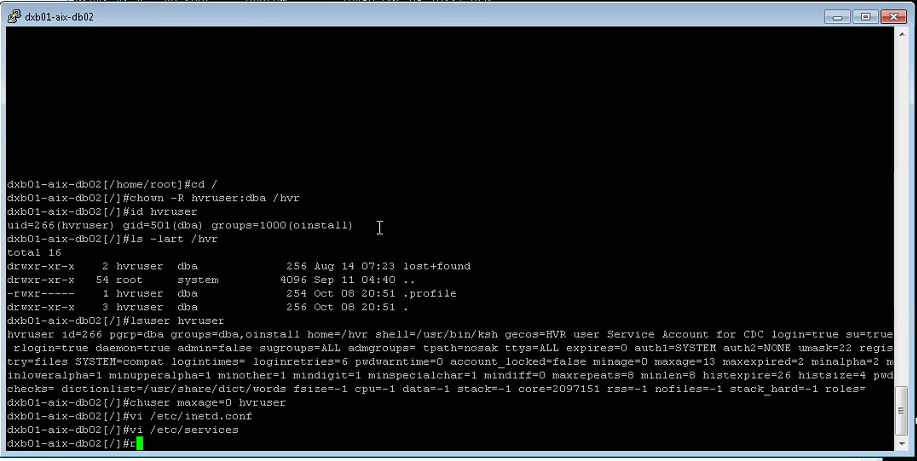 dxb01-aix-db02
dxb01-aix-db02[/home/root]#cd /
dxb01-aix-db02[/]#chown -R hvruser:dba /hvr
dxb01-aix-db02[/]#id hvruser
uid=266(hvruser) gid=501(dba) groups=1000(oinstall)
dxb01-aix-db02[/]#ls -lart /hvr
total 16
drwxr-xr-x    2 hvruser  dba             256 Aug 14 07:23 lost+found
drwxr-xr-x   54 root     system         4096 Sep 11 04:40 ..
-rwxr-----    1 hvruser  dba             254 Oct 08 20:51 .profile
drwxr-xr-x    3 hvruser  dba             256 Oct 08 20:51 .
dxb01-aix-db02[/]#lsuser hvruser
hvruser id=266 pgrp=dba groups=dba,oinstall home=/hvr shell=/usr/bin/ksh gecos=HVR user Service Account for CDC login=true su=true
 rlogin=true daemon=true admin=false sugroups=ALL admgroups= tpath=nosak ttys=ALL expires=0 auth1=SYSTEM auth2=NONE umask=22 regis
try=files SYSTEM=compat logintimes= loginretries=6 pwdwarntime=0 account_locked=false minage=0 maxage=13 maxexpired=2 minalpha=2 m
inloweralpha=1 minupperalpha=1 minother=1 mindigit=1 minspecialchar=1 mindiff=0 maxrepeats=8 minlen=8 histexpire=26 histsize=4 pwd
checks= dictionlist=/usr/share/dict/words fsize=-1 cpu=-1 data=-1 stack=-1 core=2097151 rss=-1 nofiles=-1 stack_hard=-1 roles=
dxb01-aix-db02[/]#chuser maxage=0 hvruser
dxb01-aix-db02[/]#vi /etc/inetd.conf
dxb01-aix-db02[/]#vi /etc/services
dxb01-aix-db02[/]#r